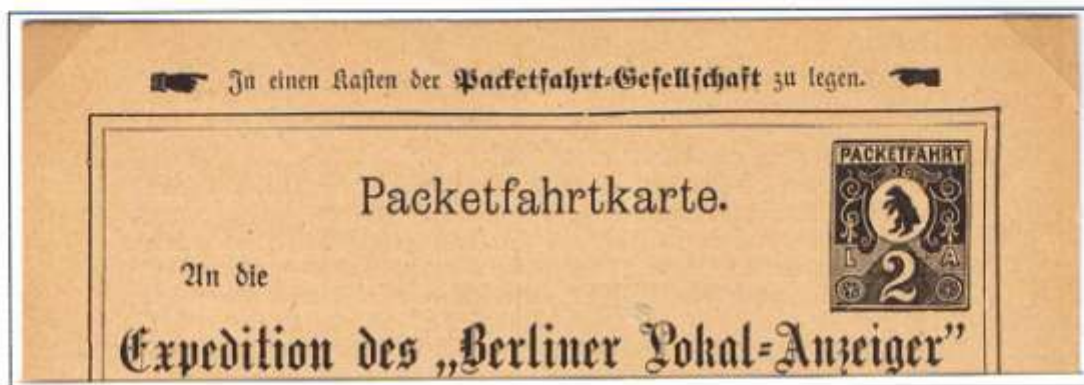 In einen Kasten der Packetfahrt=Gesellschaft zu legen.
Packetfahrtkarte.
PACKETFAHRT
L A
2
An die
Expedition des „Berliner Lokal=Anzeiger"